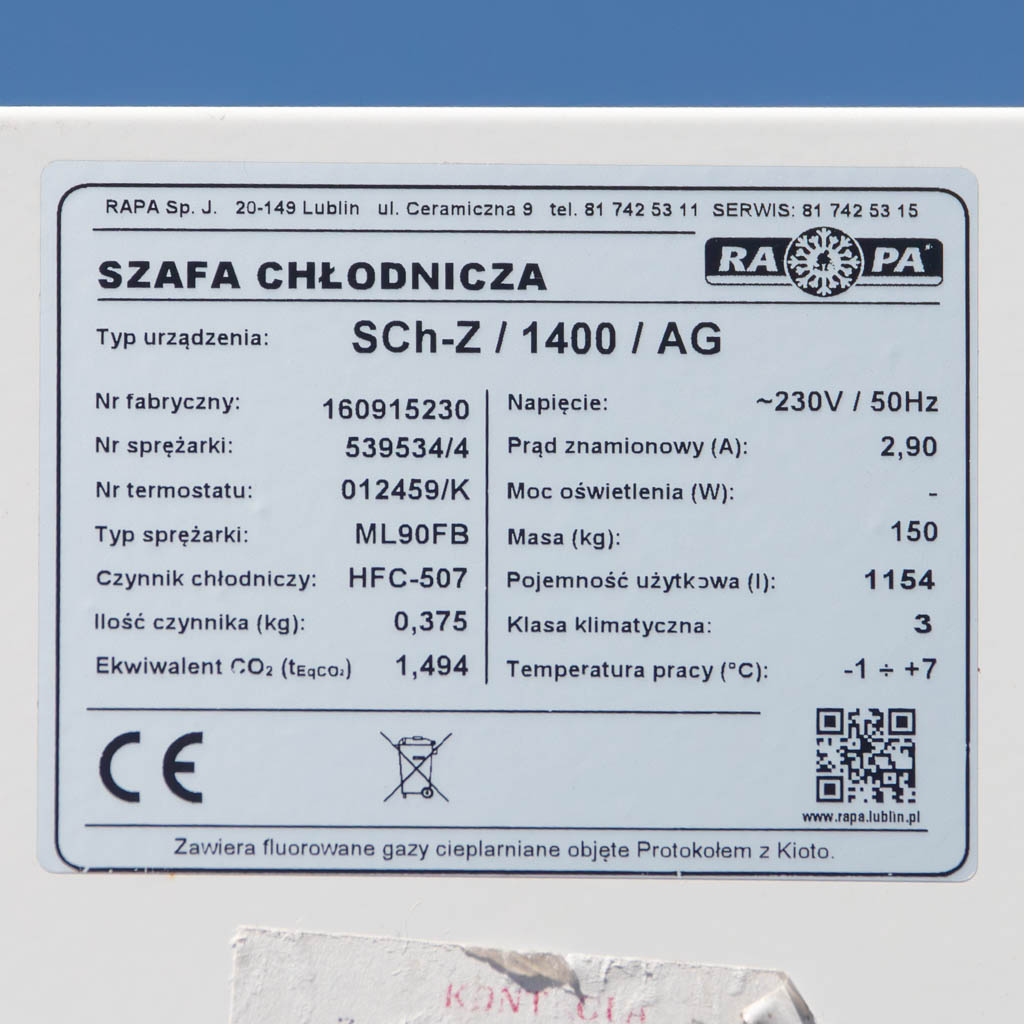 RAPA Sp. J. 20-149 Lublin ul. Ceramiczna 9 tel. 81 742 53 11 SERWIS: 81 742 53 15
SZAFA CHŁODNICZA
RA PA
Typ urządzenia: SCh-Z / 1400 / AG
Nr fabryczny: 160915230
Nr sprężarki: 539534/4
Nr termostatu: 012459/K
Typ sprężarki: ML90FB
Czynnik chłodniczy: HFC-507
Ilość czynnika (kg): 0,375
Ekwiwalent CO₂ (tEqCO₂) 1,494
Napięcie: ~230V / 50Hz
Prąd znamionowy (A): 2,90
Moc oświetlenia (W): -
Masa (kg): 150
Pojemność użytkowa (l): 1154
Klasa klimatyczna: 3
Temperatura pracy (°C): -1 ÷ +7
CE
www.rapa.lublin.pl
Zawiera fluorowane gazy cieplarniane objęte Protokołem z Kioto.